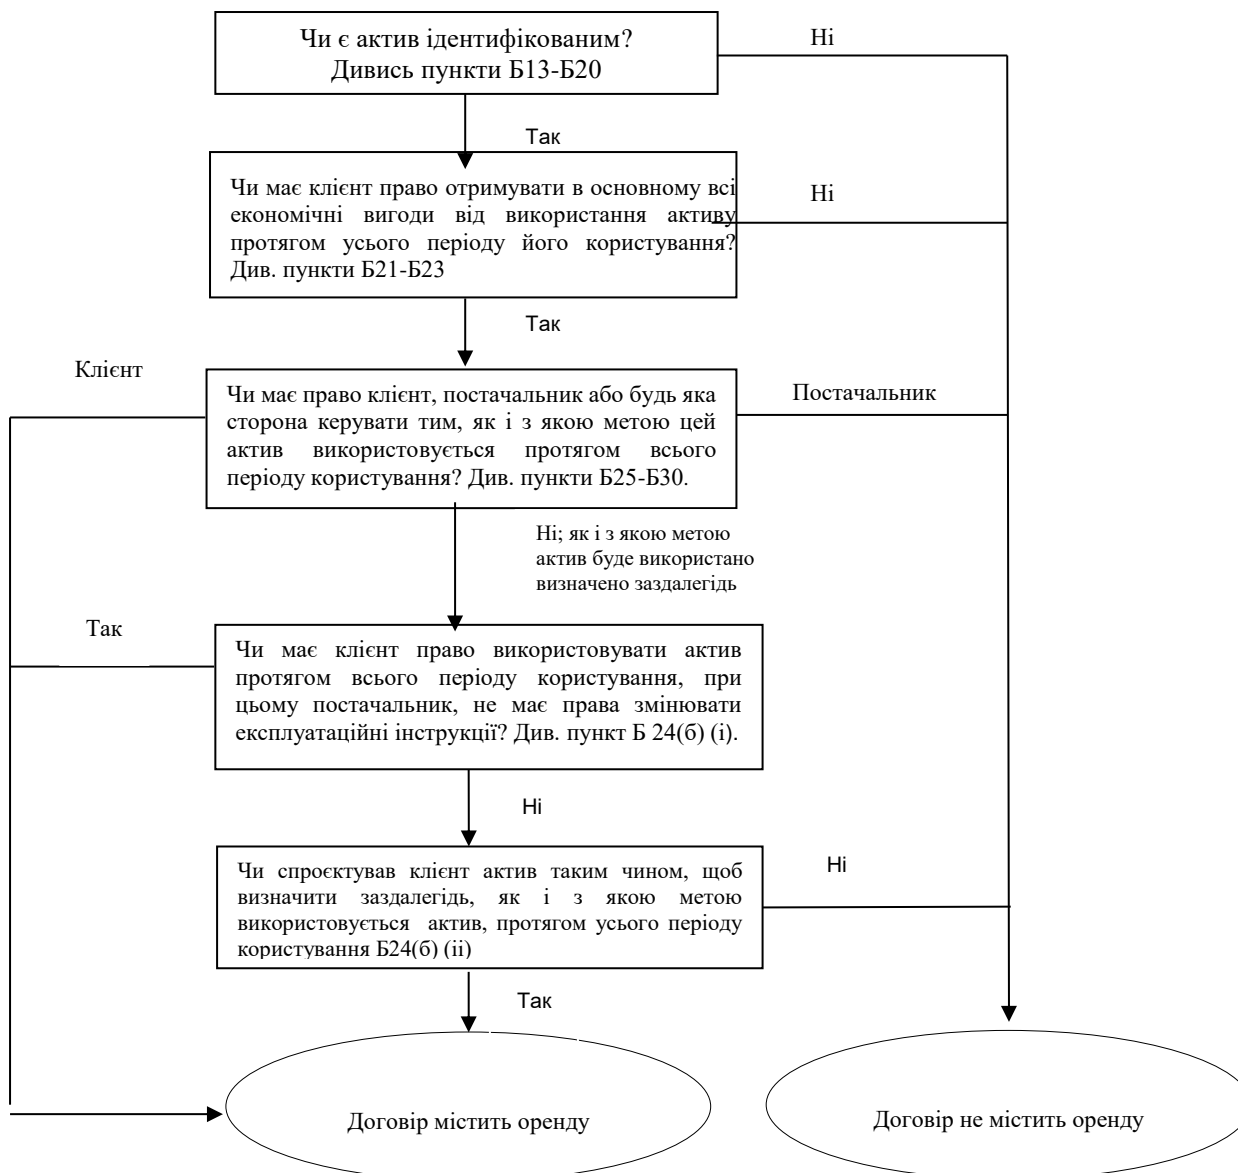 Чи є актив ідентифікованим?
Дивись пункти Б13-Б20
Ні
Так
Чи має клієнт право отримувати в основному всі
економічні вигоди від використання активу
протягом усього періоду його користування?
Див. пункти Б21-Б23
Ні
Так
Клієнт
Чи має право клієнт, постачальник або будь яка
сторона керувати тим, як і з якою метою цей
актив використовується протягом всього
періоду користування? Див. пункти Б25-Б30.
Постачальник
Ні; як і з якою метою
актив буде використано
визначено заздалегідь
Так
Чи має клієнт право використовувати актив
протягом всього періоду користування, при
цьому постачальник, не має права змінювати
експлуатаційні інструкції? Див. пункт Б 24(б) (і).
Ні
Чи спроєктував клієнт актив таким чином, щоб
визначити заздалегідь, як і з якою метою
використовується актив, протягом усього періоду
користування Б24(б) (іі)
Ні
Так
Договір містить оренду
Договір не містить оренду